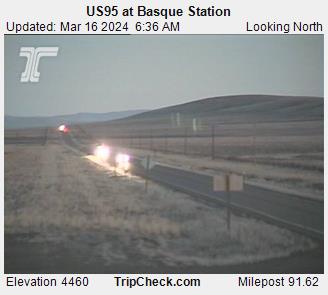 US95 at Basque Station
Updated: Mar 16 2024 6:36 AM Looking North
Elevation 4460 TripCheck.com Milepost 91.62